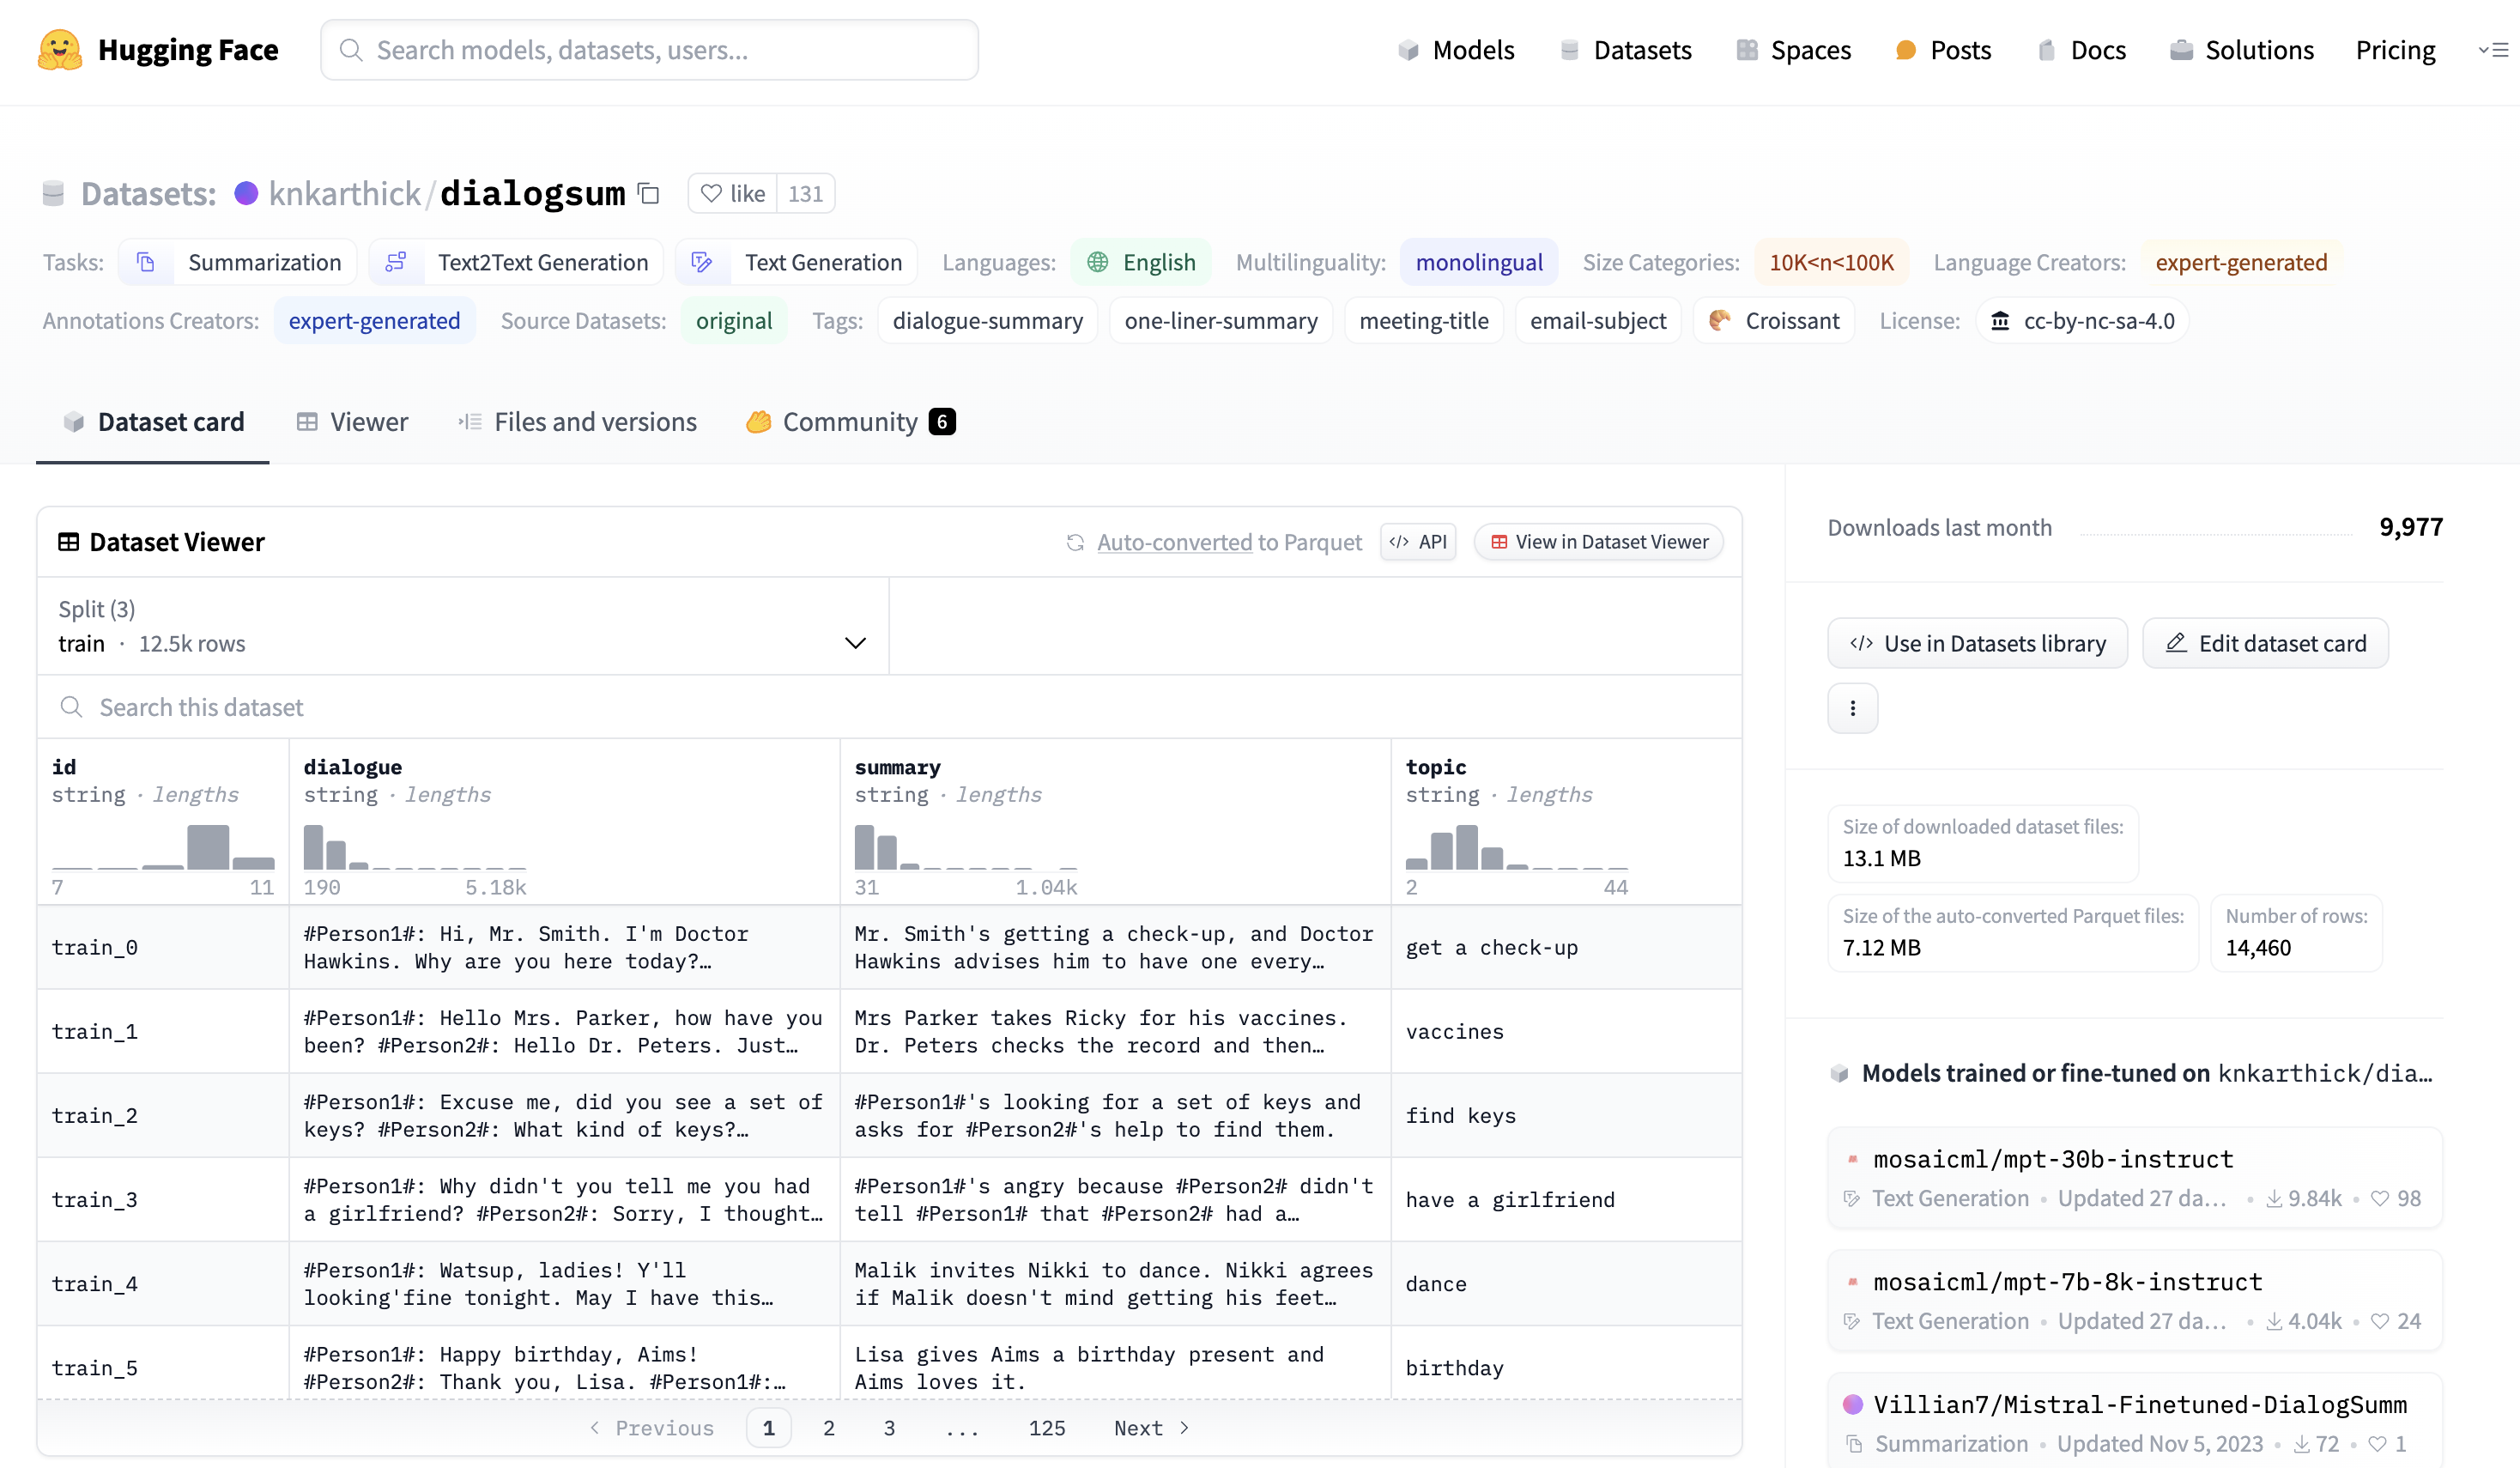 Hugging Face
Search models, datasets, users...
Models Datasets Spaces Posts Docs Solutions Pricing
Datasets: knkarthick/dialogsum like 131
Tasks: Summarization Text2Text Generation Text Generation Languages: English Multilinguality: monolingual Size Categories: 10K<n<100K Language Creators: expert-generated
Annotations Creators: expert-generated Source Datasets: original Tags: dialogue-summary one-liner-summary meeting-title email-subject Croissant License: cc-by-nc-sa-4.0
Dataset card Viewer Files and versions Community 6
Dataset Viewer
Auto-converted to Parquet </> API View in Dataset Viewer
Split (3)
train · 12.5k rows
Search this dataset
id dialogue summary topic
string · lengths string · lengths string · lengths string · lengths
7 11 190 5.18k 31 1.04k 2 44
train_0
#Person1#: Hi, Mr. Smith. I'm Doctor
Hawkins. Why are you here today?…
Mr. Smith's getting a check-up, and Doctor
Hawkins advises him to have one every…
get a check-up
train_1
#Person1#: Hello Mrs. Parker, how have you
been? #Person2#: Hello Dr. Peters. Just…
Mrs Parker takes Ricky for his vaccines.
Dr. Peters checks the record and then…
vaccines
train_2
#Person1#: Excuse me, did you see a set of
keys? #Person2#: What kind of keys?…
#Person1#'s looking for a set of keys and
asks for #Person2#'s help to find them.
find keys
train_3
#Person1#: Why didn't you tell me you had
a girlfriend? #Person2#: Sorry, I thought…
#Person1#'s angry because #Person2# didn't
tell #Person1# that #Person2# had a…
have a girlfriend
train_4
#Person1#: Watsup, ladies! Y'll
looking'fine tonight. May I have this…
Malik invites Nikki to dance. Nikki agrees
if Malik doesn't mind getting his feet…
dance
train_5
#Person1#: Happy birthday, Aims!
#Person2#: Thank you, Lisa. #Person1#:…
Lisa gives Aims a birthday present and
Aims loves it.
birthday
< Previous 1 2 3 ... 125 Next >
Downloads last month 9,977
</> Use in Datasets library Edit dataset card
Size of downloaded dataset files:
13.1 MB
Size of the auto-converted Parquet files:
7.12 MB
Number of rows:
14,460
Models trained or fine-tuned on knkarthick/dia…
mosaicml/mpt-30b-instruct
Text Generation • Updated 27 da… • 9.84k • 98
mosaicml/mpt-7b-8k-instruct
Text Generation • Updated 27 da… • 4.04k • 24
Villian7/Mistral-Finetuned-DialogSumm
Summarization • Updated Nov 5, 2023 • 72 • 1